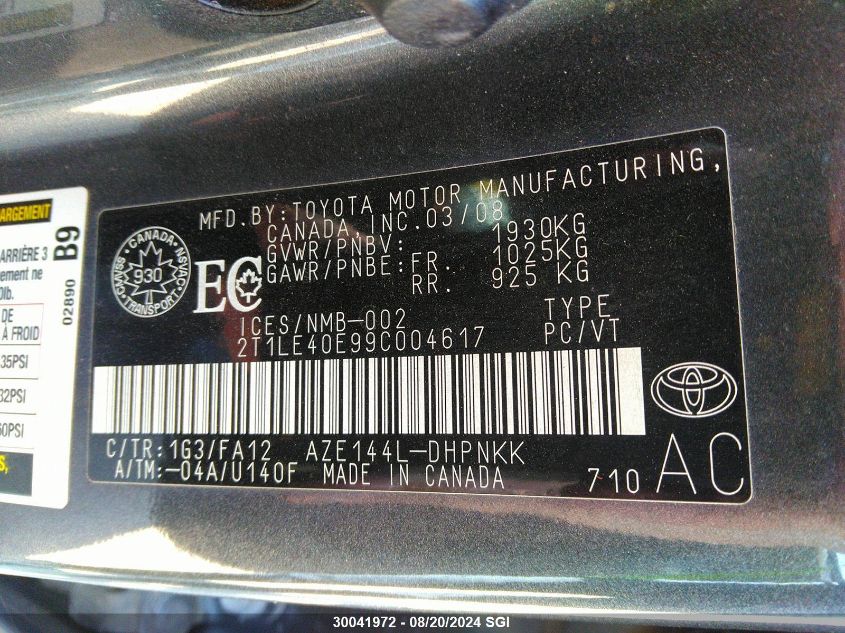 ARGEMENT
ARRIÈRE 3
ement ne
0lb.
DE
À FROID
35PSI
32PSI
60PSI
S,
B9
02890
MFD.BY:TOYOTA MOTOR MANUFACTURING,
CANADA, INC.03/08
GVWR/PNBV: 1930KG
GAWR/PNBE:FR. 1025KG
RR. 925 KG
CANADA
CMVSS NSVAC
930
TRANSPORT
EC
ICES/NMB-002 TYPE
2T1LE40E99C004617 PC/VT
C/TR:1G3/FA12 AZE144L-DHPNKK
A/TM:-04A/U140F MADE IN CANADA 710 AC
30041972 - 08/20/2024 SGI